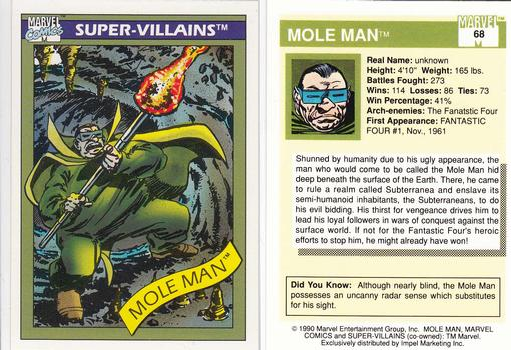 MARVEL
COMICS
SUPER-VILLAINS™
MOLE MAN™
MARVEL
68
MOLE MAN™
Real Name: unknown
Height: 4'10" Weight: 165 lbs.
Battles Fought: 273
Wins: 114 Losses: 86 Ties: 73
Win Percentage: 41%
Arch-enemies: The Fanatstic Four
First Appearance: FANTASTIC
FOUR #1, Nov., 1961
Shunned by humanity due to his ugly appearance, the
man who would come to be called the Mole Man hid
deep beneath the surface of the Earth. There, he came
to rule a realm called Subterranea and enslave its
semi-humanoid inhabitants, the Subterraneans, to do
his evil bidding. His thirst for vengeance drives him to
lead his loyal followers in wars of conquest against the
surface world. If not for the Fantastic Four's heroic
efforts to stop him, he might already have won!
Did You Know: Although nearly blind, the Mole Man
possesses an uncanny radar sense which substitutes
for his sight.
© 1990 Marvel Entertainment Group, Inc. MOLE MAN, MARVEL
COMICS and SUPER-VILLAINS (co-owned): TM Marvel.
Exclusively distributed by Impel Marketing Inc.